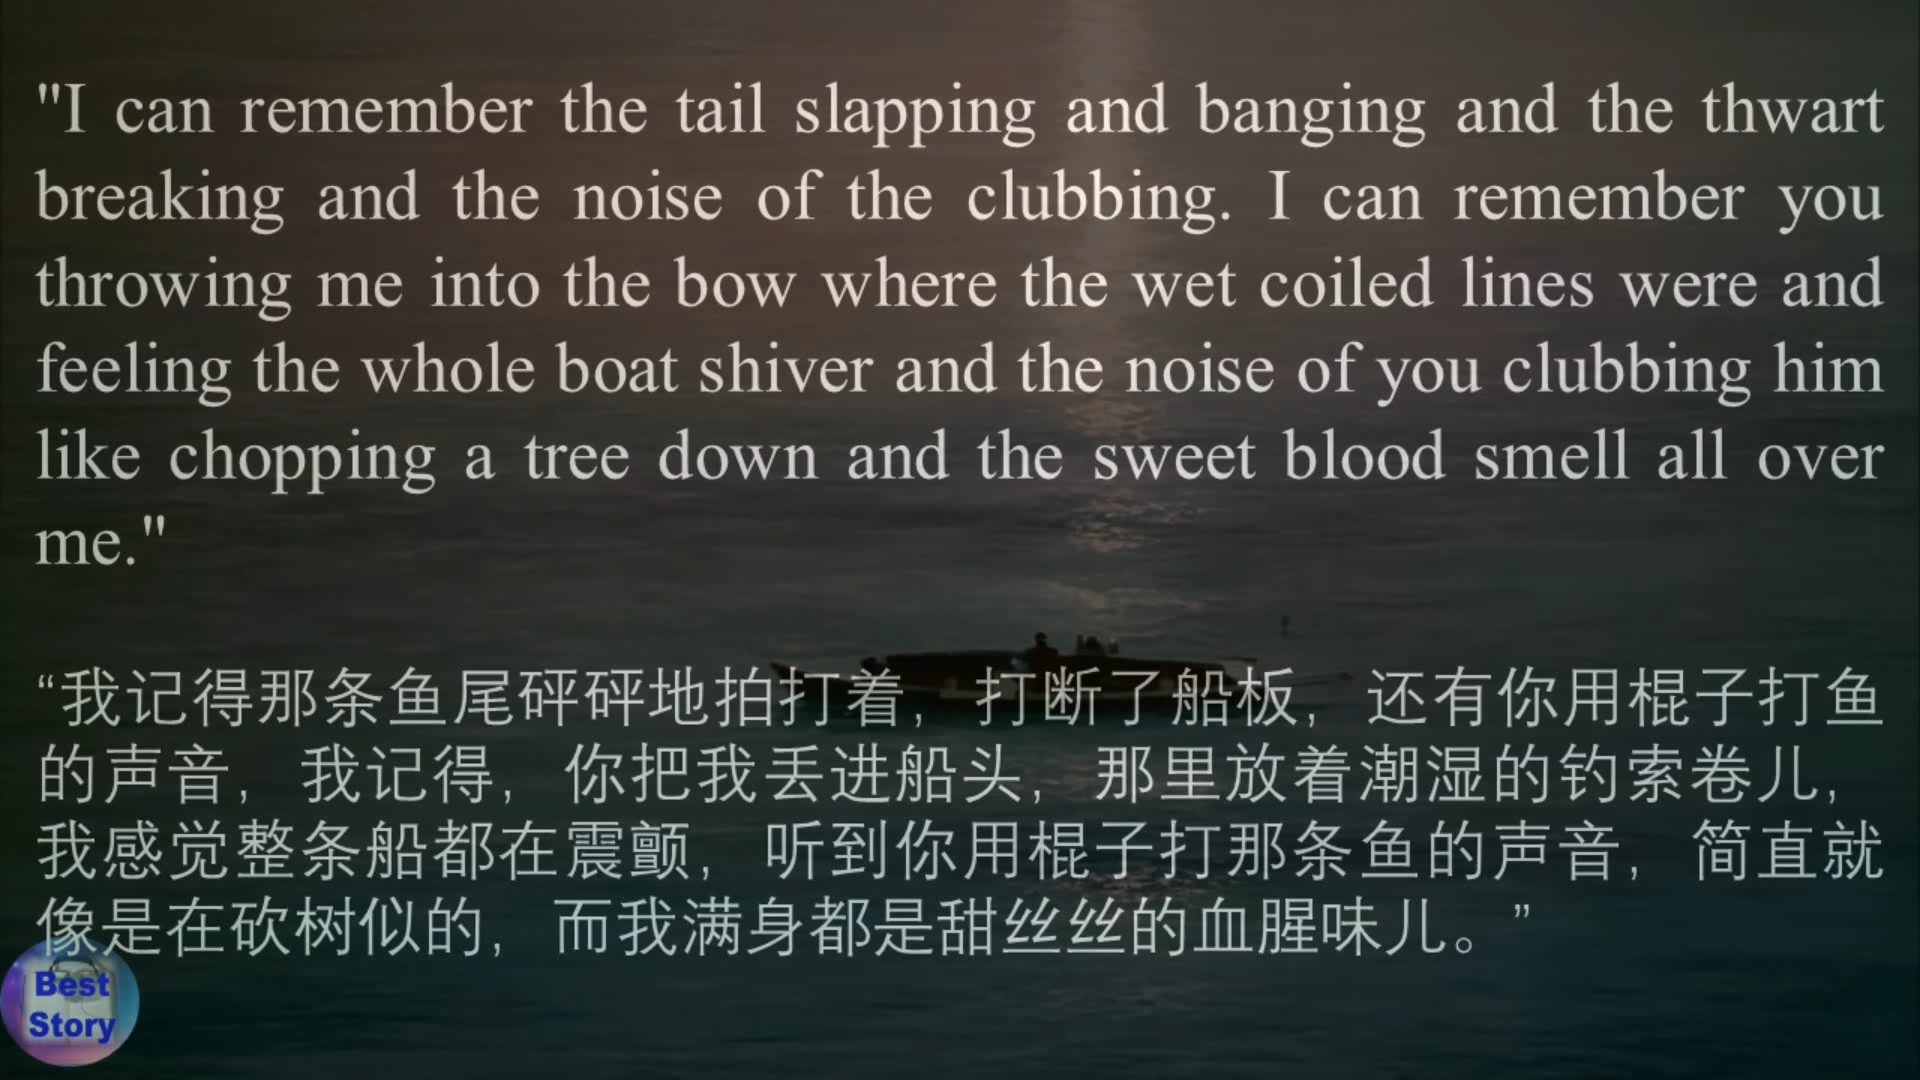 "I can remember the tail slapping and banging and the thwart
breaking and the noise of the clubbing. I can remember you
throwing me into the bow where the wet coiled lines were and
feeling the whole boat shiver and the noise of you clubbing him
like chopping a tree down and the sweet blood smell all over
me."
“我记得那条鱼尾砰砰地拍打着，打断了船板，还有你用棍子打鱼
的声音，我记得，你把我丢进船头，那里放着潮湿的钓索卷儿，
我感觉整条船都在震颤，听到你用棍子打那条鱼的声音，简直就
像是在砍树似的，而我满身都是甜丝丝的血腥味儿。”
Best
Story